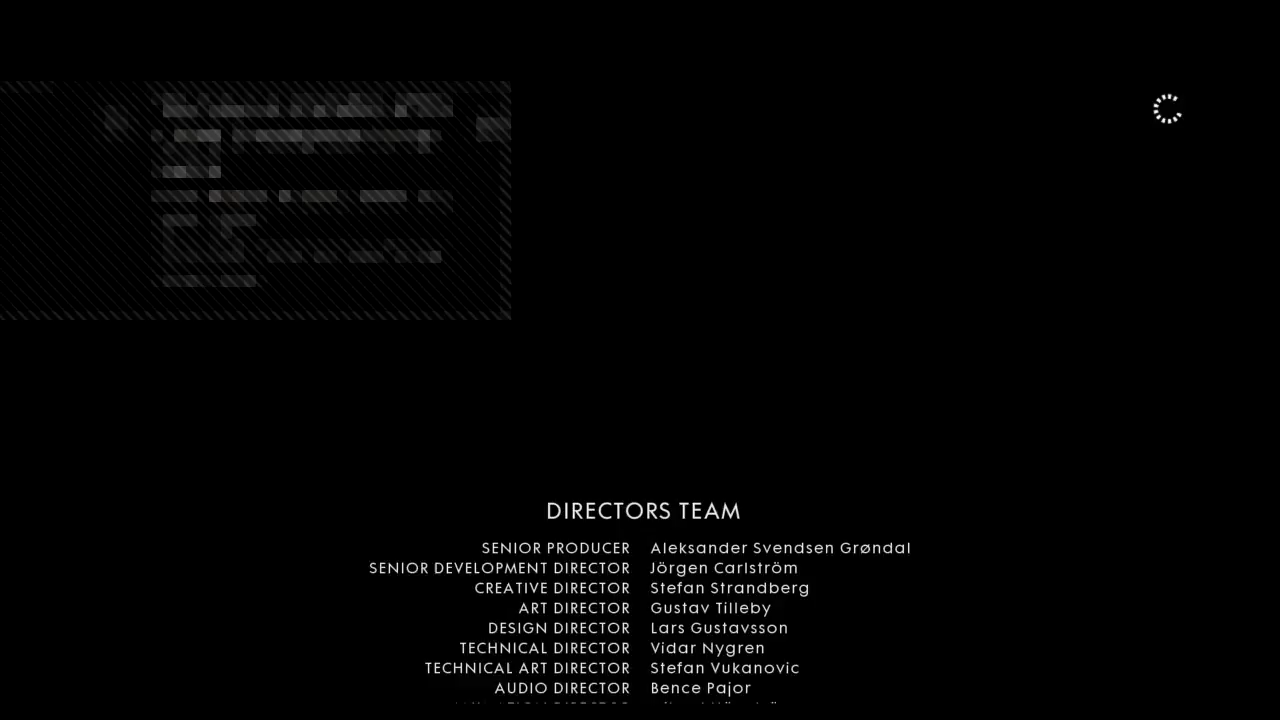 DIRECTORS TEAM
SENIOR PRODUCER Aleksander Svendsen Grøndal
SENIOR DEVELOPMENT DIRECTOR Jörgen Carlström
CREATIVE DIRECTOR Stefan Strandberg
ART DIRECTOR Gustav Tilleby
DESIGN DIRECTOR Lars Gustavsson
TECHNICAL DIRECTOR Vidar Nygren
TECHNICAL ART DIRECTOR Stefan Vukanovic
AUDIO DIRECTOR Bence Pajor